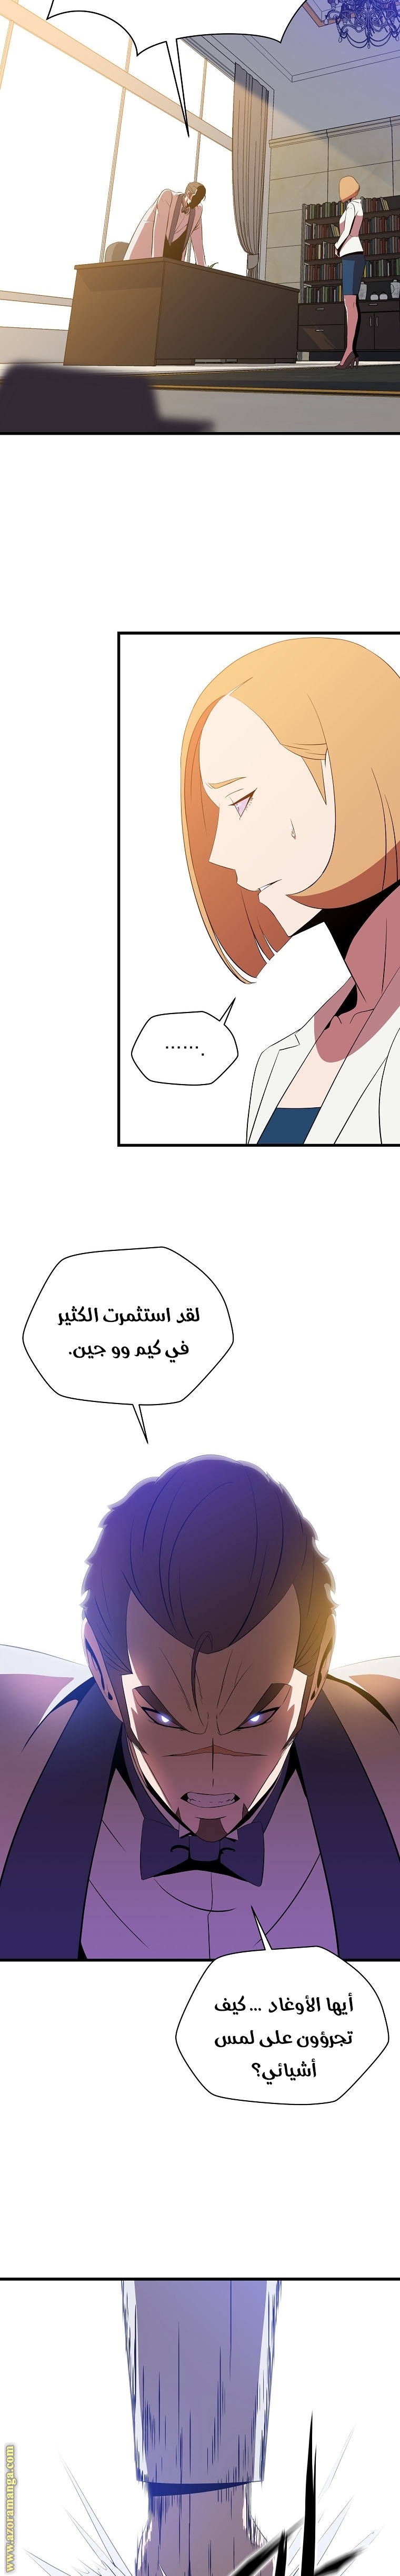 .......
لقد استثمرت الكثير
في كيم وو جين.
أيها الأوغاد ... كيف
تجرؤون على لمس
أشيائي؟
www.azoramanga.com